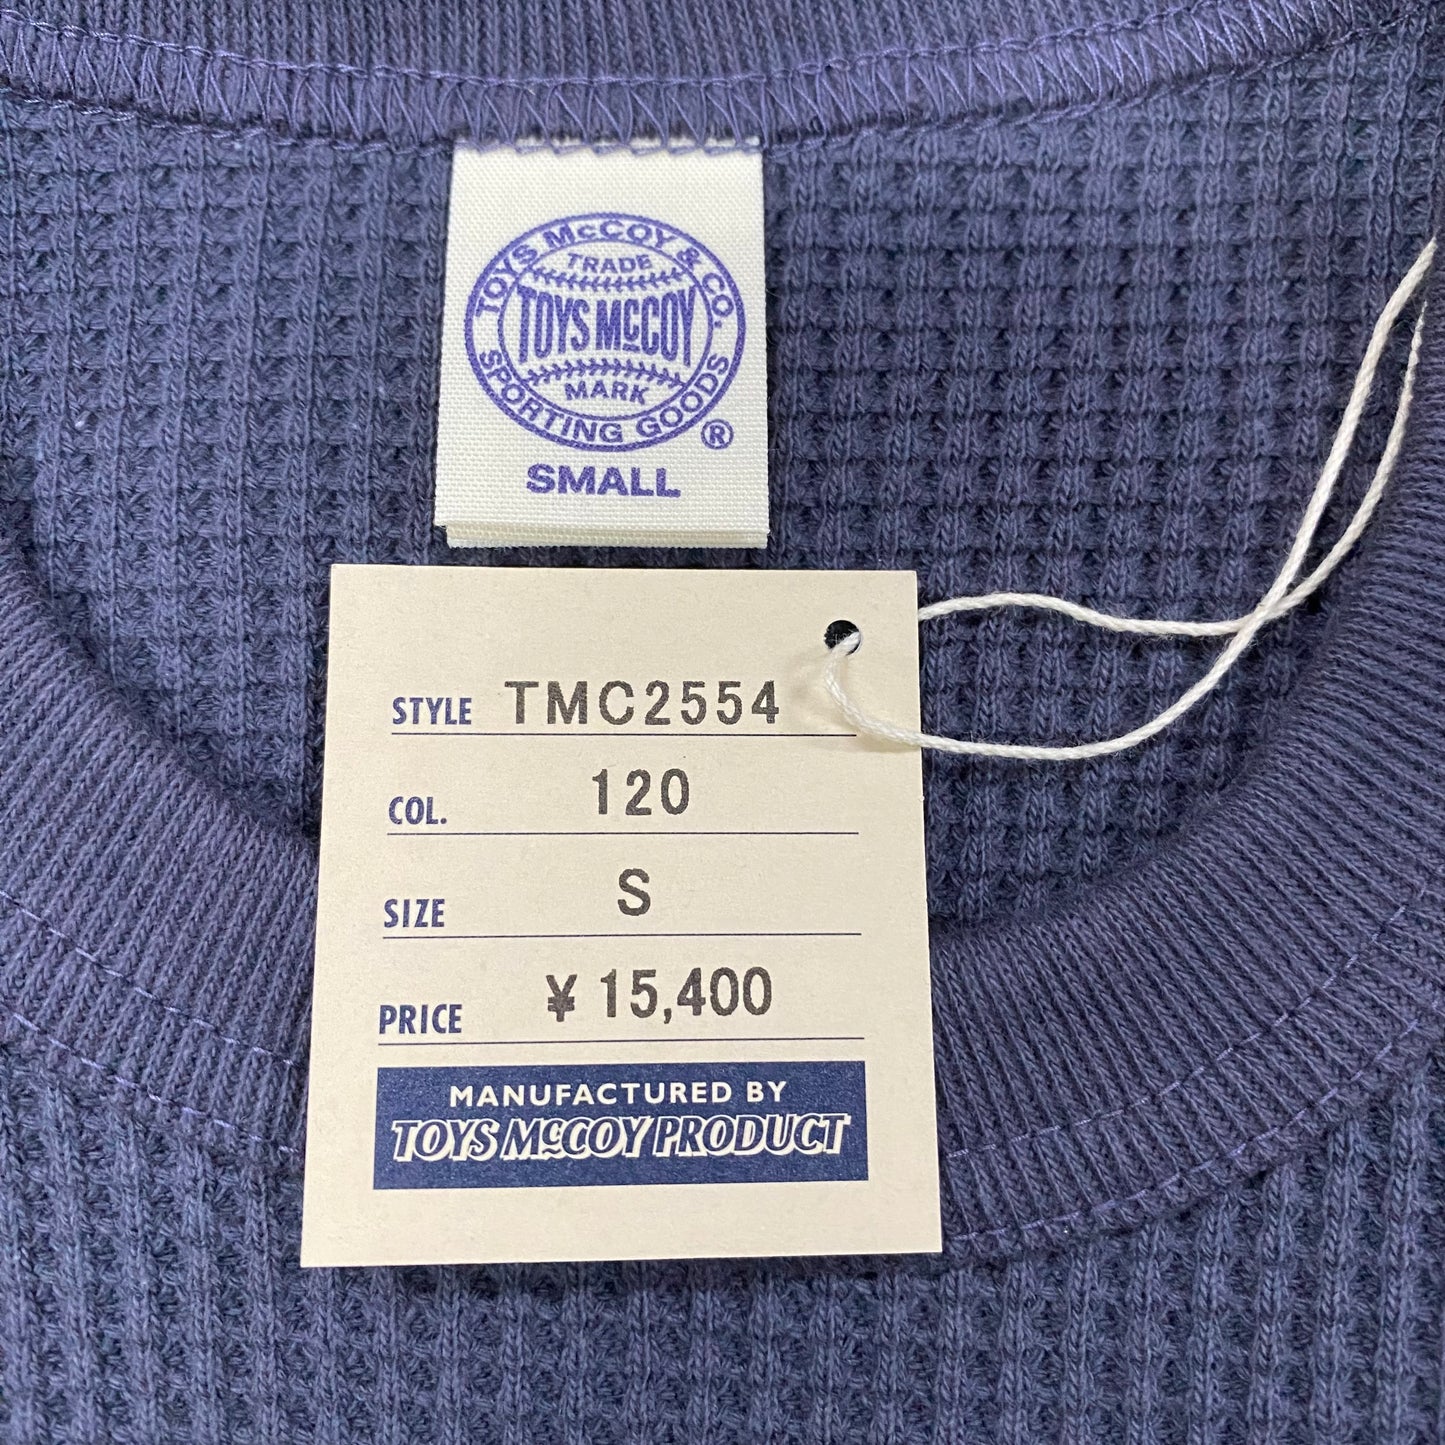 TOYS McCOY & CO.
TRADE
TOYS McCOY
MARK
SPORTING GOODS
®
SMALL
STYLE TMC2554
COL. 120
SIZE S
PRICE ¥ 15,400
MANUFACTURED BY
TOYS McCOY PRODUCT